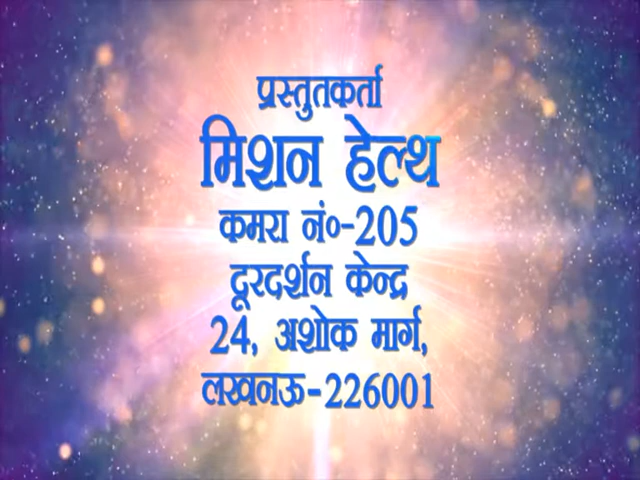 प्रस्तुतकर्ता
मिशन हेल्थ
कमरा नं०-205
दूरदर्शन केन्द्र
24, अशोक मार्ग,
लखनऊ-226001